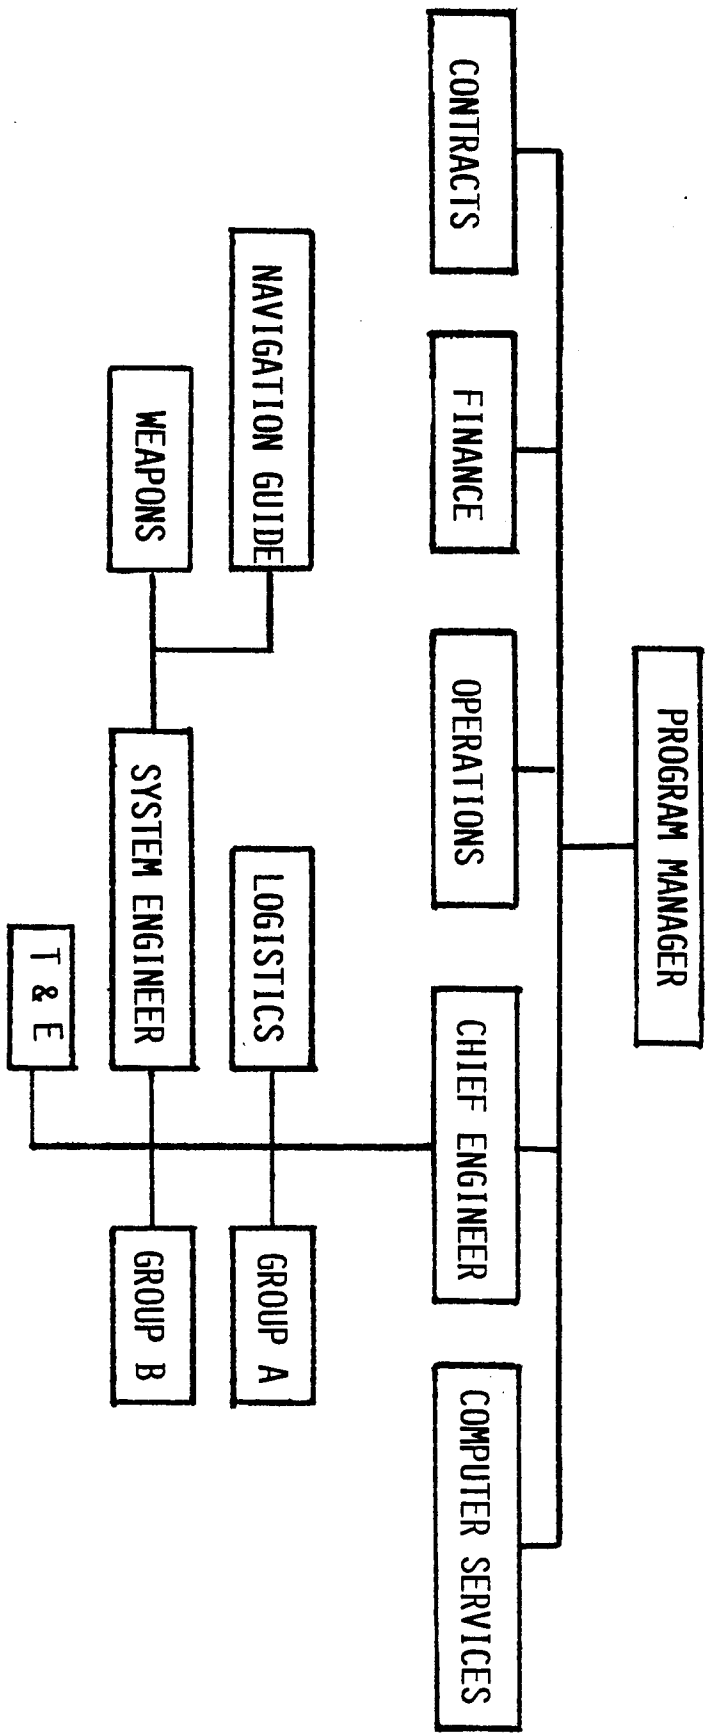 PROGRAM MANAGER
CONTRACTS
FINANCE
OPERATIONS
CHIEF ENGINEER
COMPUTER SERVICES
NAVIGATION GUIDE
LOGISTICS
GROUP A
WEAPONS
SYSTEM ENGINEER
GROUP B
T & E